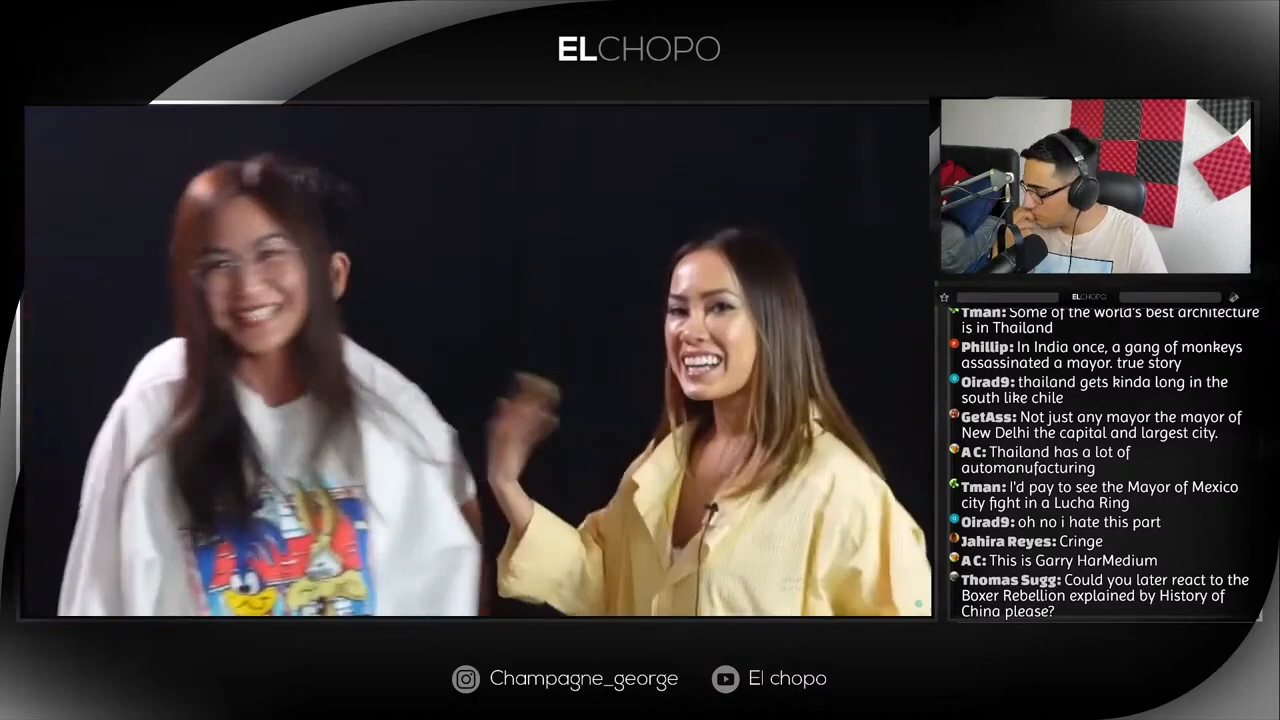 ELCHOPO
ELCHOPO
Tman: Some of the world's best architecture
is in Thailand
Phillip: In India once, a gang of monkeys
assassinated a mayor. true story
Oirad9: thailand gets kinda long in the
south like chile
GetAss: Not just any mayor the mayor of
New Delhi the capital and largest city.
A C: Thailand has a lot of
automanufacturing
Tman: I'd pay to see the Mayor of Mexico
city fight in a Lucha Ring
Oirad9: oh no i hate this part
Jahira Reyes: Cringe
A C: This is Garry HarMedium
Thomas Sugg: Could you later react to the
Boxer Rebellion explained by History of
China please?
Champagne_george El chopo